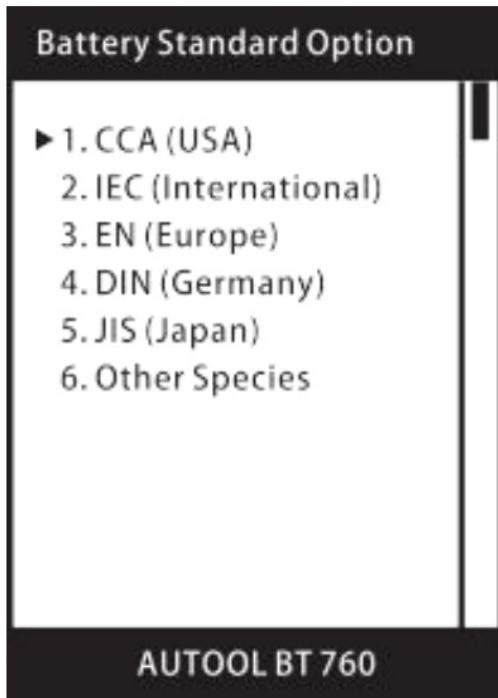 Battery Standard Option
▶ 1. CCA (USA)
2. IEC (International)
3. EN (Europe)
4. DIN (Germany)
5. JIS (Japan)
6. Other Species
AUTOOL BT 760